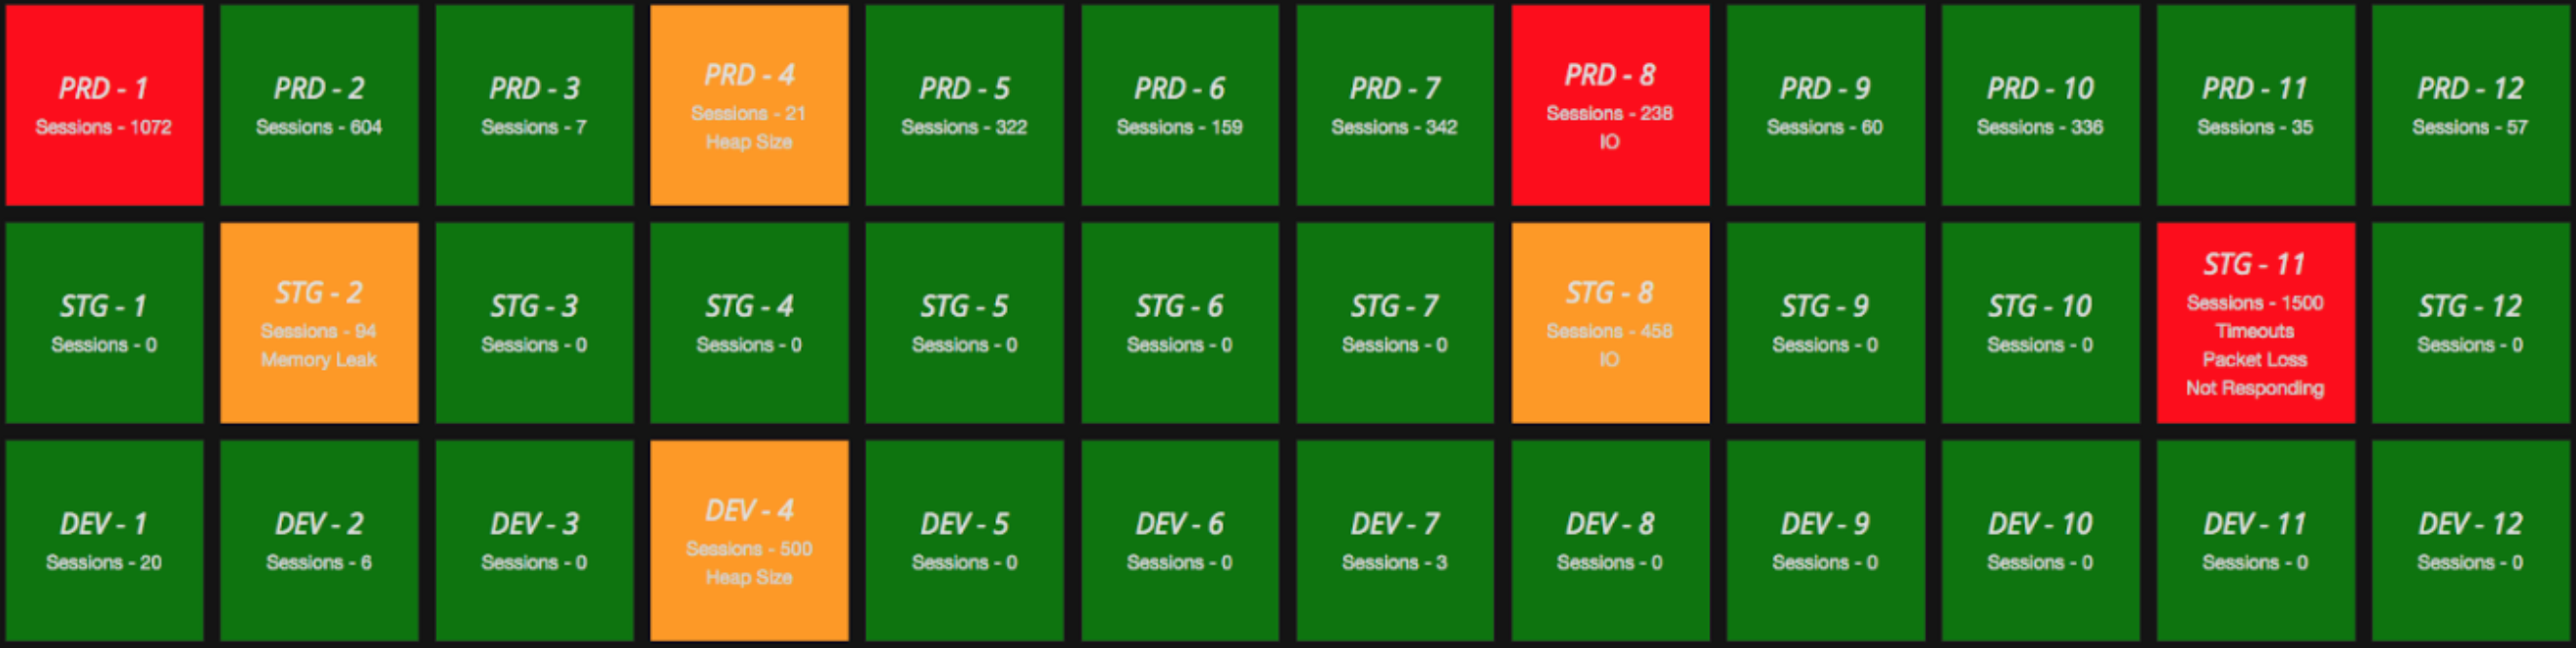 PRD - 1
Sessions - 1072
PRD - 2
Sessions - 604
PRD - 3
Sessions - 7
PRD - 4
Sessions - 21
Heap Size
PRD - 5
Sessions - 322
PRD - 6
Sessions - 159
PRD - 7
Sessions - 342
PRD - 8
Sessions - 238
IO
PRD - 9
Sessions - 60
PRD - 10
Sessions - 336
PRD - 11
Sessions - 35
PRD - 12
Sessions - 57
STG - 1
Sessions - 0
STG - 2
Sessions - 94
Memory Leak
STG - 3
Sessions - 0
STG - 4
Sessions - 0
STG - 5
Sessions - 0
STG - 6
Sessions - 0
STG - 7
Sessions - 0
STG - 8
Sessions - 458
IO
STG - 9
Sessions - 0
STG - 10
Sessions - 0
STG - 11
Sessions - 1500
Timeouts
Packet Loss
Not Responding
STG - 12
Sessions - 0
DEV - 1
Sessions - 20
DEV - 2
Sessions - 6
DEV - 3
Sessions - 0
DEV - 4
Sessions - 500
Heap Size
DEV - 5
Sessions - 0
DEV - 6
Sessions - 0
DEV - 7
Sessions - 3
DEV - 8
Sessions - 0
DEV - 9
Sessions - 0
DEV - 10
Sessions - 0
DEV - 11
Sessions - 0
DEV - 12
Sessions - 0